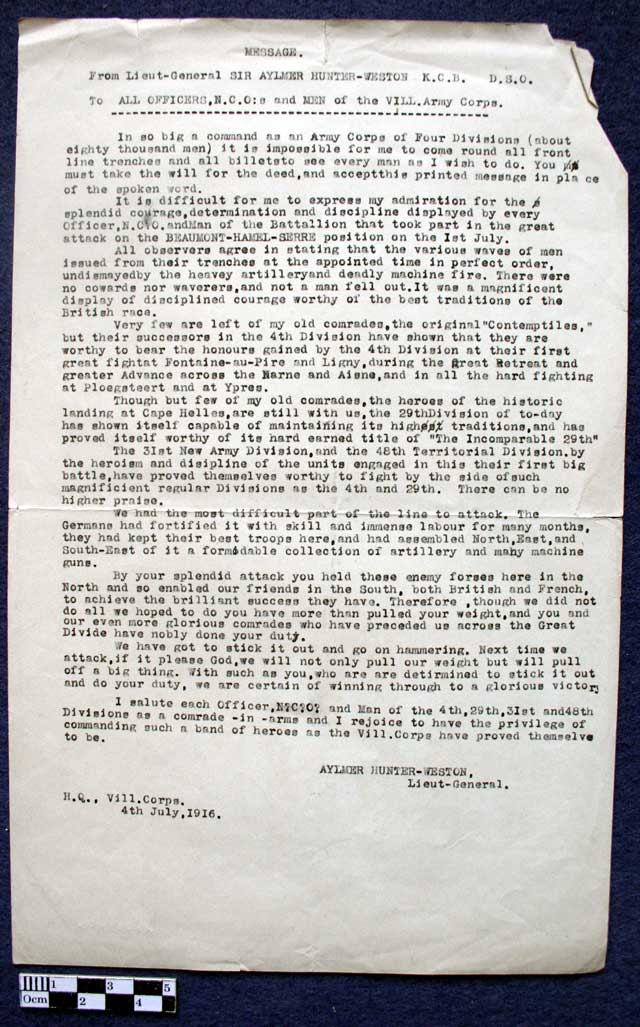 MESSAGE.
From Lieut-General SIR AYLMER HUNTER-WESTON K.C.B. D.S.O.
To ALL OFFICERS,N.C.O:s and MEN of the VILL.Army Corps.
In so big a command as an Army Corps of Four Divisions (about
eighty thousand men) it is impossible for me to come round all front
line trenches and all billetsto see every man as I wish to do. You
must take the will for the deed,and acceptthis printed message in pla ce
of the spoken word.
It is difficult for me to express my admiration for the
splendid courage,determination and discipline displayed by every
Officer,N.C.O.andMan of the Battallion that took part in the great
attack on the BEAUMONT-HAMEL-SERRE position on the Ist July.
All observers agree in stating that the various waves of men
issued from their trenches at the appointed time in perfect order,
undismayedby the heavey artilleryand deadly machine fire. There were
no cowards nor waverers,and not a man fell out.It was a magnificent
display of disciplined courage worthy of the best traditions of the
British race.
Very few are left of my old comrades,the original"Contemptiles,"
but their successors in the 4th Division have shown that they are
worthy to bear the honours gained by the 4th Division at their first
great fightat Fontaine-au-Pire and Ligny,during the great Retreat and
greater Advance across the Marne and Aisne,and in all the hard fighting
at Ploegsteert and at Ypres.
Though but few of my old comrades,the heroes of the historic
landing at Cape Helles,are still with us,the 29thDivision of to-day
has shown itself capable of maintaining its high traditions,and has
proved itself worthy of its hard earned title of "The Incomparable 29th"
The 3Ist New Army Division,and the 48th Territorial Division.by
the heroism and disipline of the units engaged in this their first big
battle,have proved themselves worthy to fight by the side ofsuch
magnificient regular Divisions as the 4th and 29th. There can be no
higher praise.
We had the most difficult part of the line to attack. The
Germans had fortified it with skill and immense labour for many months,
they had kept their best troops here,and had assembled North,East,and
South-East of it a formidable collection of artillery and many machine
guns.
By your splendid attack you held these enemy forses here in the
North and so enabled our friends in the South, both British and French,
to achieve the brilliant success they have. Therefore ,though we did not
do all we hoped to do you have more than pulled your weight,and you and
our even more glorious comrades who have preceded us across the Great
Divide have nobly done your duty.
We have got to stick it out and go on hammering. Next time we
attack,if it please God,we will not only pull our weight but will pull
off a big thing. With such as you,who are are detirmined to stick it out
and do your duty, we are certain of winning through to a glorious victory
I salute each Officer,N.C.O. and Man of the 4th,29th,3Ist and48th
Divisions as a comrade -in -arms and I rejoice to have the privilege of
commanding such a band of heroes as the Vill.Corps have proved themselve
to be.
AYLMER HUNTER-WESTON,
Lieut-General.
H.Q., Vill.Corps.
4th July,1916.
1 3 5
0cm 2 4